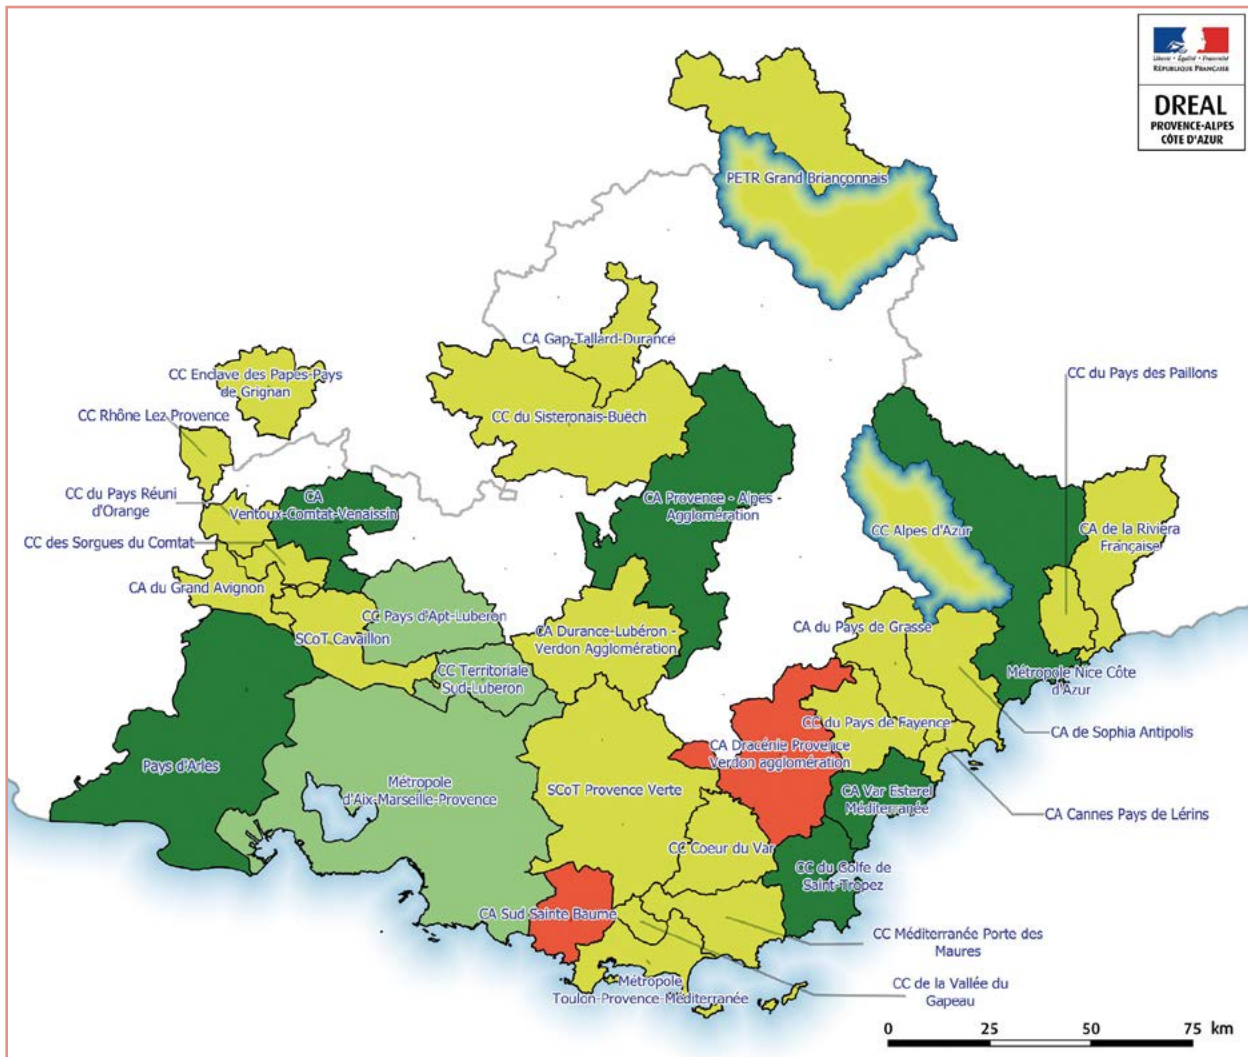 Liberté • Égalité • Fraternité
RÉPUBLIQUE FRANÇAISE
DREAL
PROVENCE-ALPES
CÔTE D'AZUR
PETR Grand Briançonnais
CA Gap-Tallard-Durance
CC Enclave des Papes-Pays
de Grignan
CC du Pays des Paillons
CC Rhône Lez Provence
CC du Sisteronais-Buëch
CC du Pays Réuni
d'Orange
CA
Ventoux-Comtat-Venaissin
CA Provence - Alpes -
Agglomération
CC Alpes d'Azur
CA de la Riviera
Française
CC des Sorgues du Comtat
CA du Grand Avignon
CC Pays d'Apt-Luberon
SCoT Cavaillon
CA Durance-Lubéron -
Verdon Agglomération
CA du Pays de Grasse
CC Territoriale
Sud-Luberon
Métropole Nice Côte
d'Azur
CC du Pays de Fayence
CA de Sophia Antipolis
CA Dracénie Provence
Verdon agglomération
Pays d'Arles
Métropole
d'Aix-Marseille-Provence
SCoT Provence Verte
CA Var Esterel
Méditerranée
CA Cannes Pays de Lérins
CC Coeur du Var
CC du Golfe de
Saint-Tropez
CA Sud Sainte Baume
CC Méditerranée Porte des
Maures
Métropole
Toulon-Provence-Méditerranée
CC de la Vallée du
Gapeau
0 25 50 75 km